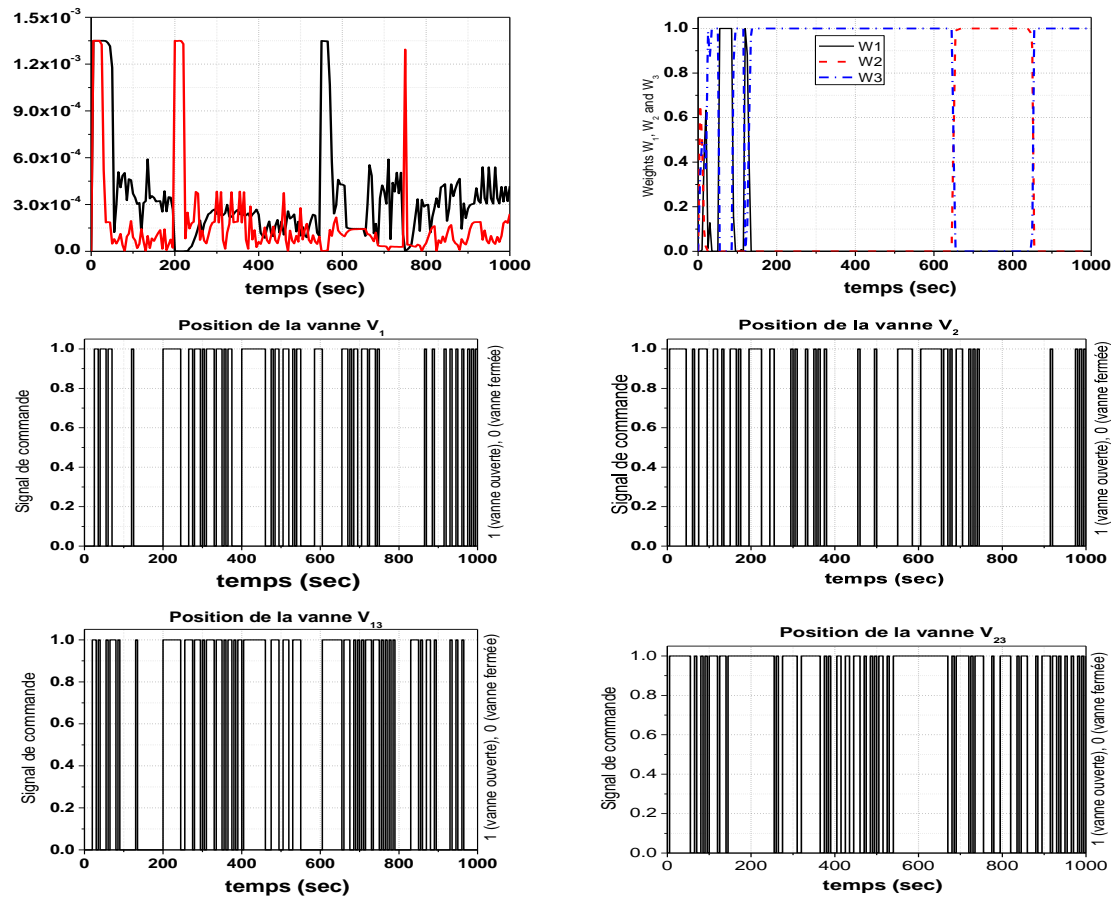 1.5x10⁻³
1.2x10⁻³
9.0x10⁻⁴
6.0x10⁻⁴
3.0x10⁻⁴
0.0
0 200 400 600 800 1000
temps (sec)
Weights W₁, W₂ and W₃
1.0
0.8
0.6
0.4
0.2
0.0
W1
W2
W3
0 200 400 600 800 1000
temps (sec)
Position de la vanne V₁
Signal de commande
1.0
0.8
0.6
0.4
0.2
0.0
1 (vanne ouverte), 0 (vanne fermée)
0 200 400 600 800 1000
temps (sec)
Position de la vanne V₂
Signal de commande
1.0
0.8
0.6
0.4
0.2
0.0
1 (vanne ouverte), 0 (vanne fermée)
0 200 400 600 800 1000
temps (sec)
Position de la vanne V₁₃
Signal de commande
1.0
0.8
0.6
0.4
0.2
0.0
1 (vanne ouverte), 0 (vanne fermée)
0 200 400 600 800 1000
temps (sec)
Position de la vanne V₂₃
Signal de commande
1.0
0.8
0.6
0.4
0.2
0.0
1 (vanne ouverte), 0 (vanne fermée)
0 200 400 600 800 1000
temps (sec)